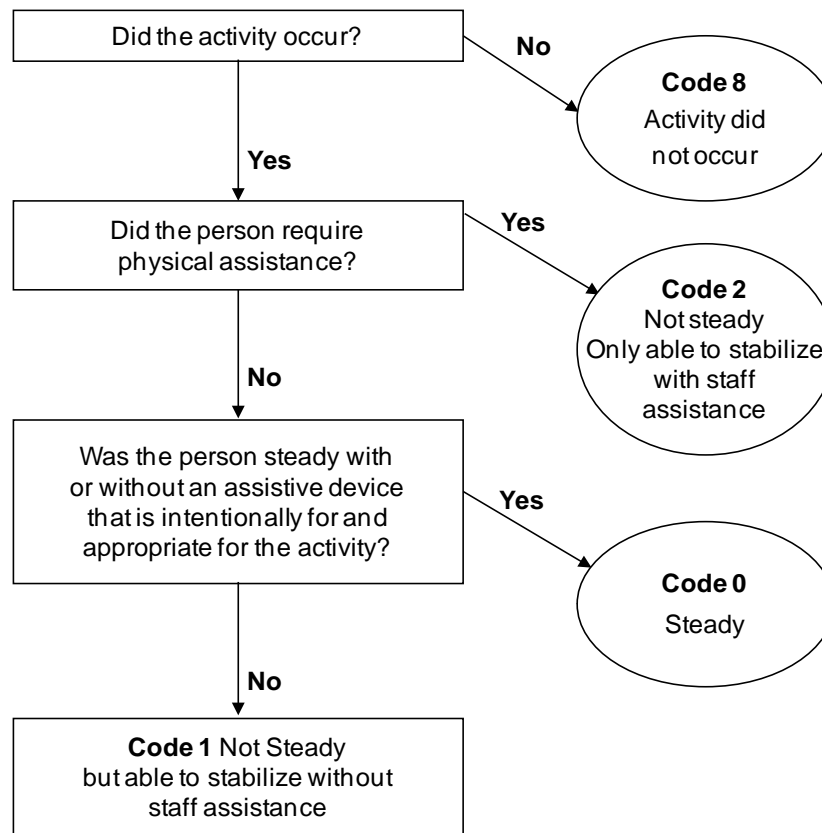 Did the activity occur?
No
Code 8
Activity did
not occur
Yes
Did the person require
physical assistance?
Yes
Code 2
Not steady
Only able to stabilize
with staff
assistance
No
Was the person steady with
or without an assistive device
that is intentionally for and
appropriate for the activity?
Yes
Code 0
Steady
No
Code 1 Not Steady
but able to stabilize without
staff assistance